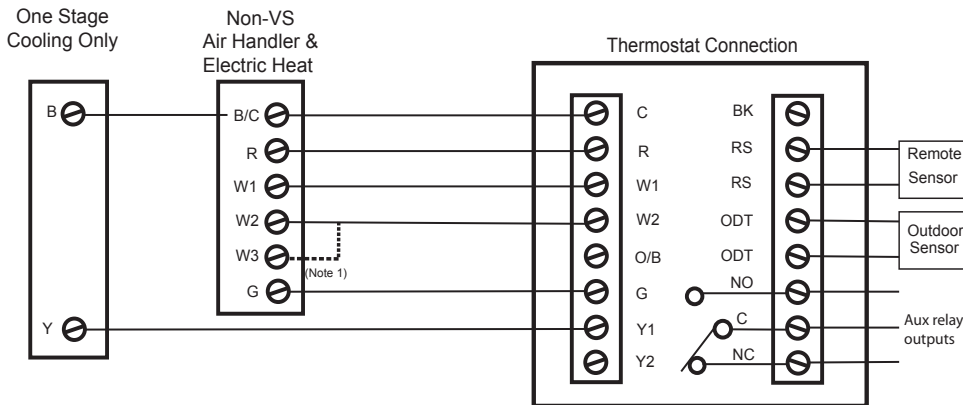 One Stage
Cooling Only
B
Y
Non-VS
Air Handler &
Electric Heat
B/C
R
W1
W2
W3
(Note 1)
G
Thermostat Connection
C
R
W1
W2
O/B
G
Y1
Y2
BK
RS
RS
ODT
ODT
NO
C
NC
Remote
Sensor
Outdoor
Sensor
Aux relay
outputs